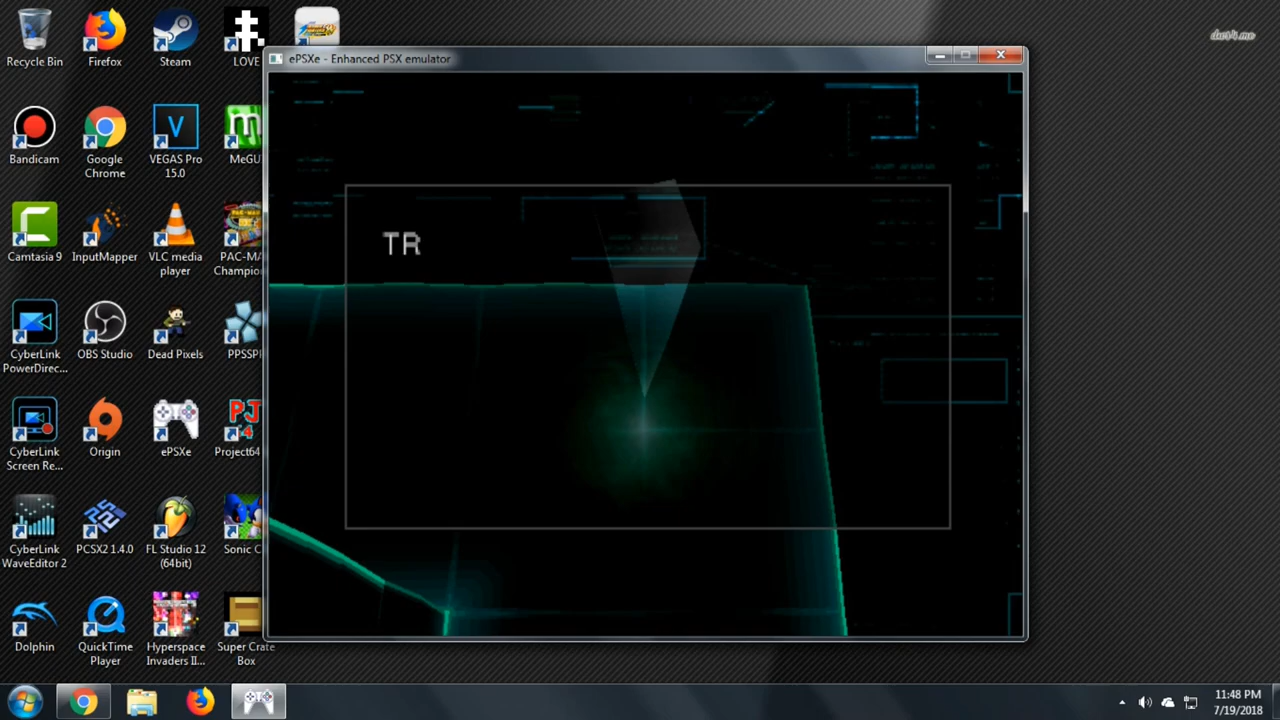 Recycle Bin
Firefox
Steam
LOVE
ePSXe - Enhanced PSX emulator
Bandicam
Google
Chrome
VEGAS Pro
15.0
MeGU
TR
Camtasia 9
InputMapper
VLC media
player
PAC-MA
Champion
CyberLink
PowerDirec...
OBS Studio
Dead Pixels
PPSSPP
CyberLink
Screen Re...
Origin
ePSXe
Project64
CyberLink
WaveEditor 2
PCSX2 1.4.0
FL Studio 12
(64bit)
Sonic C
Dolphin
QuickTime
Player
Hyperspace
Invaders II...
Super Crate
Box
11:48 PM
7/19/2018